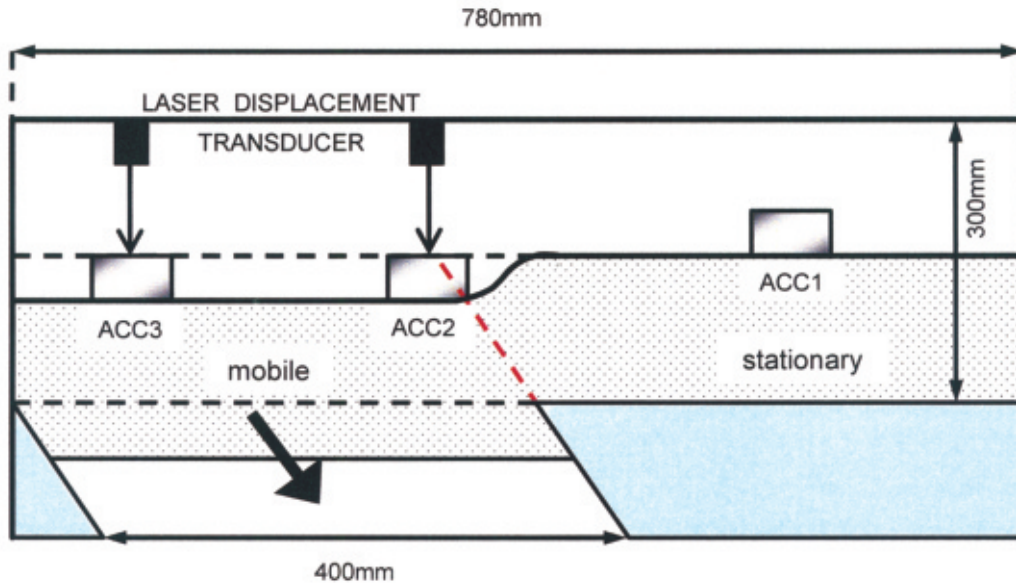 780mm
LASER DISPLACEMENT
TRANSDUCER
300mm
ACC1
ACC3
ACC2
mobile
stationary
400mm